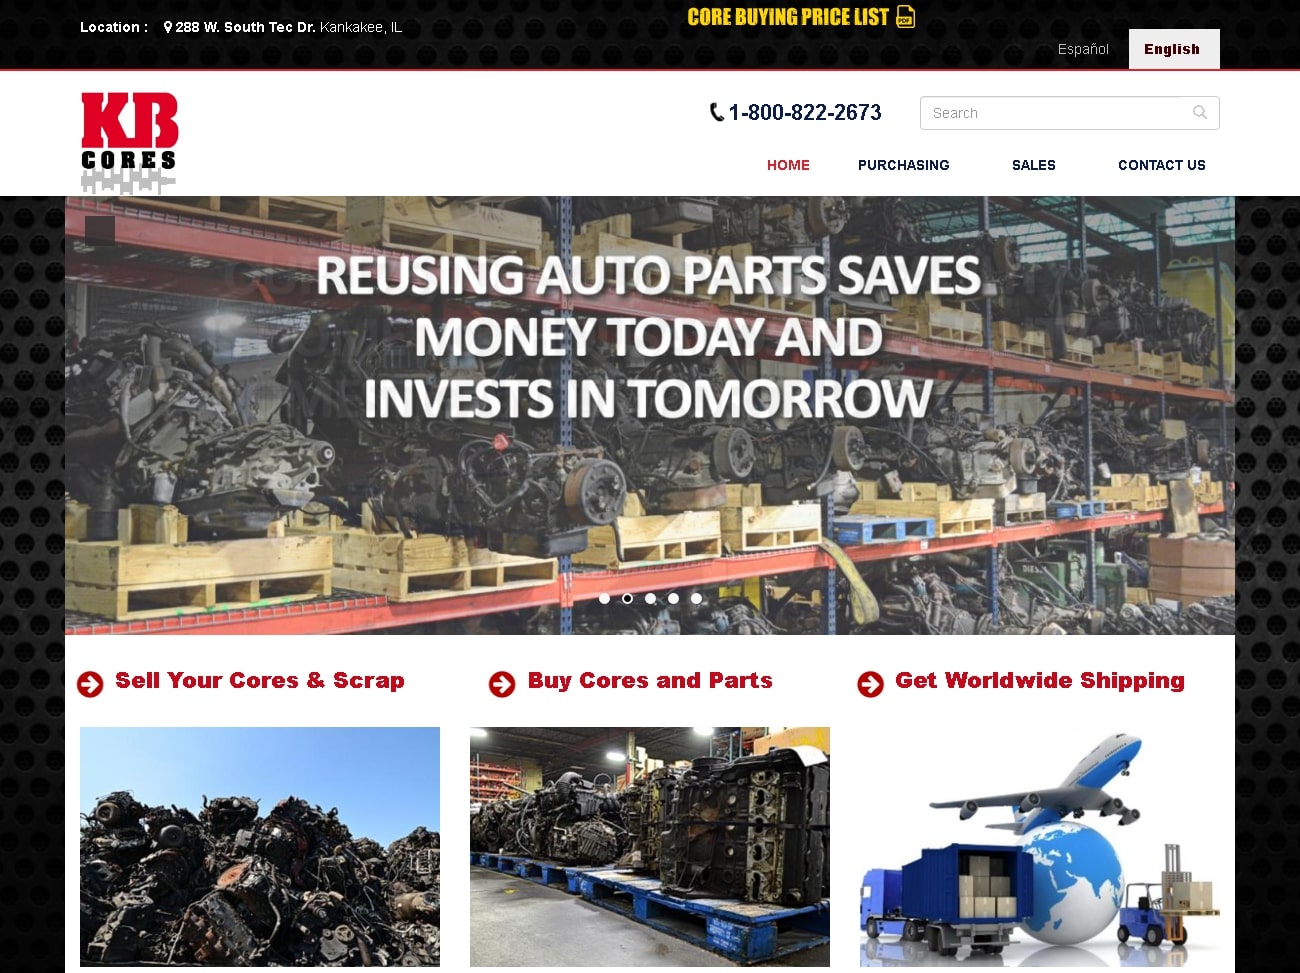 Location : 288 W. South Tec Dr. Kankakee, IL
CORE BUYING PRICE LIST PDF
Español
English
KB
CORES
1-800-822-2673
Search
HOME
PURCHASING
SALES
CONTACT US
REUSING AUTO PARTS SAVES
MONEY TODAY AND
INVESTS IN TOMORROW
Sell Your Cores & Scrap
Buy Cores and Parts
Get Worldwide Shipping